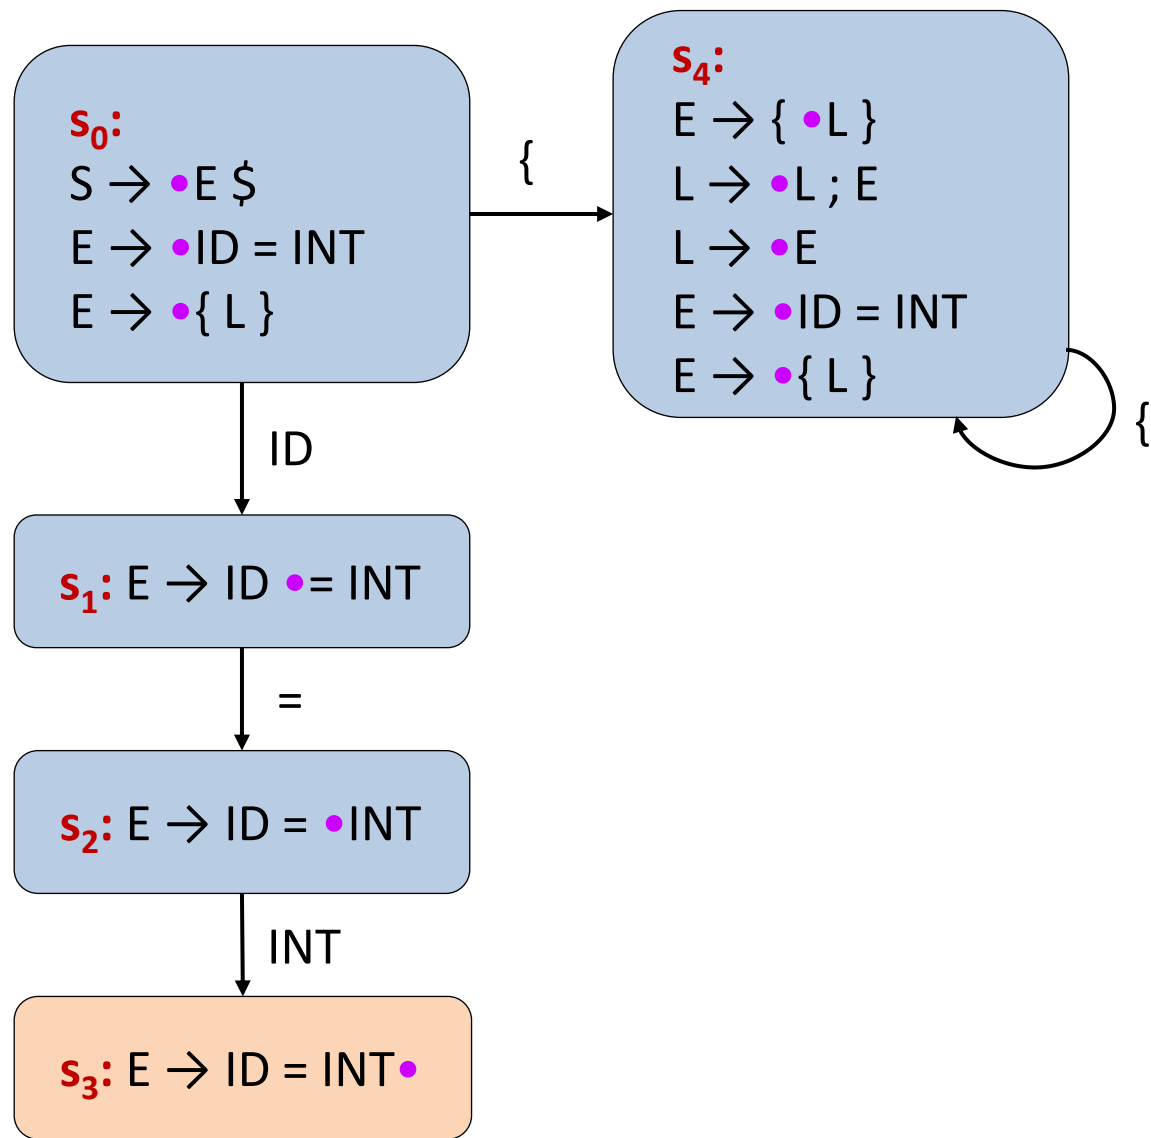 s0:
S → •E $
E → •ID = INT
E → •{ L }
{
s4:
E → { •L }
L → •L ; E
L → •E
E → •ID = INT
E → •{ L }
{
ID
s1: E → ID •= INT
=
s2: E → ID = •INT
INT
s3: E → ID = INT•